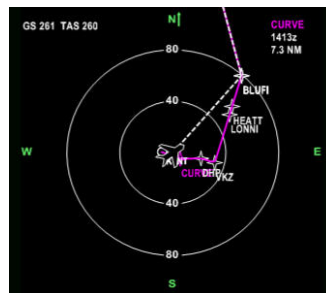 GS 261 TAS 260
N
CURVE
1413z
7.3 NM
80
BLUFI
40
HEATT
LONNI
W
E
CURVE
DHP
VKZ
40
80
S